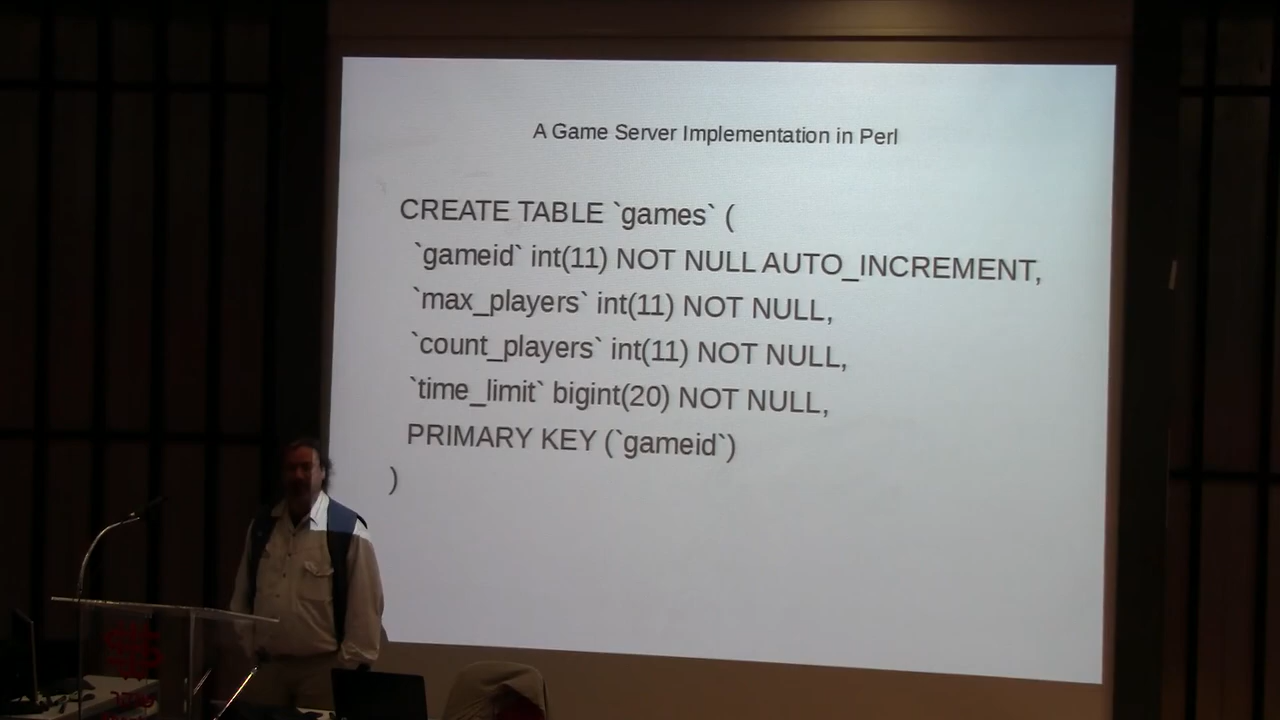 A Game Server Implementation in Perl
CREATE TABLE `games` (
`gameid` int(11) NOT NULL AUTO_INCREMENT,
`max_players` int(11) NOT NULL,
`count_players` int(11) NOT NULL,
`time_limit` bigint(20) NOT NULL,
PRIMARY KEY (`gameid`)
)
שנקר